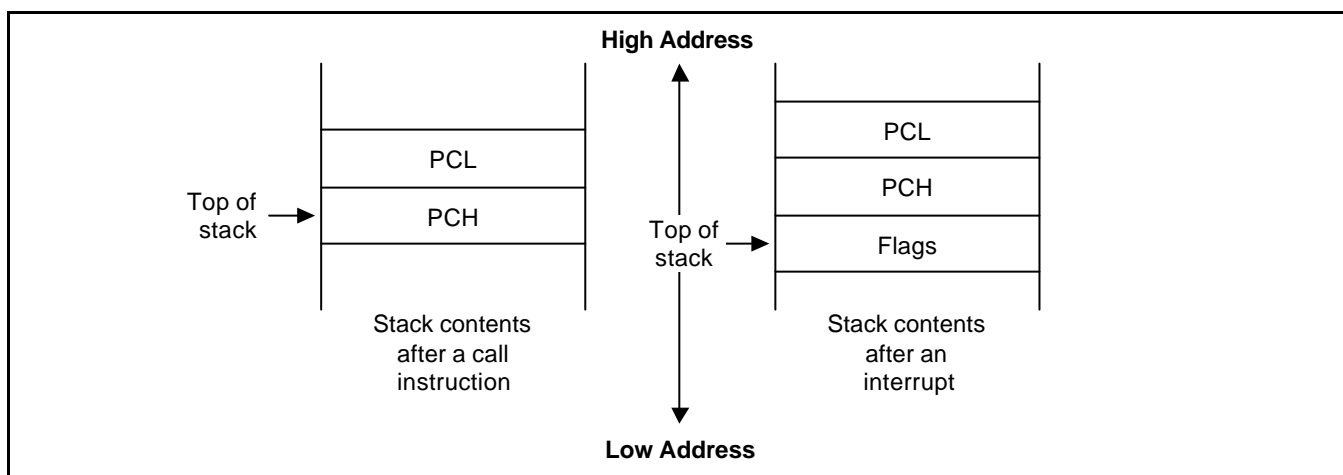 High Address
PCL
PCH
Top of
stack
Stack contents
after a call
instruction
PCL
PCH
Flags
Top of
stack
Stack contents
after an
interrupt
Low Address